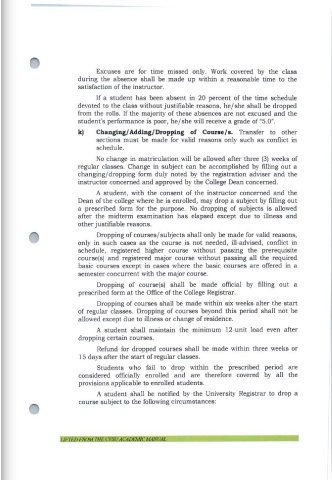 Excuses are for time missed only. Work covered by the class
during the absence shall be made up within a reasonable time to the
satisfaction of the instructor.
If a student has been absent in 20 percent of the time schedule
devoted to the class without justifiable reasons, he/she shall be dropped
from the rolls. If the majority of these absences are not excused and the
student's performance is poor, he/she will receive a grade of "5.0".
k) Changing/Adding/Dropping of Course/s. Transfer to other
sections must be made for valid reasons only such as conflict in
schedule.
No change in matriculation will be allowed after three (3) weeks of
regular classes. Change in subject can be accomplished by filling out a
changing/dropping form duly noted by the registration adviser and the
instructor concerned and approved by the College Dean concerned.
A student, with the consent of the instructor concerned and the
Dean of the college where he is enrolled, may drop a subject by filling out
a prescribed form for the purpose. No dropping of subjects is allowed
after the midterm examination has elapsed except due to illness and
other justifiable reasons.
Dropping of courses/subjects shall only be made for valid reasons,
only in such cases as the course is not needed, ill-advised, conflict in
schedule, registered higher course without passing the prerequisite
course(s) and registered major course without passing all the required
basic courses except in cases where the basic courses are offered in a
semester concurrent with the major course.
Dropping of course(s) shall be made official by filling out a
prescribed form at the Office of the College Registrar.
Dropping of courses shall be made within six weeks after the start
of regular classes. Dropping of courses beyond this period shall not be
allowed except due to illness or change of residence.
A student shall maintain the minimum 12-unit load even after
dropping certain courses.
Refund for dropped courses shall be made within three weeks or
15 days after the start of regular classes.
Students who fail to drop within the prescribed period are
considered officially enrolled and are therefore covered by all the
provisions applicable to enrolled students.
A student shall be notified by the University Registrar to drop a
course subject to the following circumstances:
LIFTED FROM THE CVSU ACADEMIC MANUAL